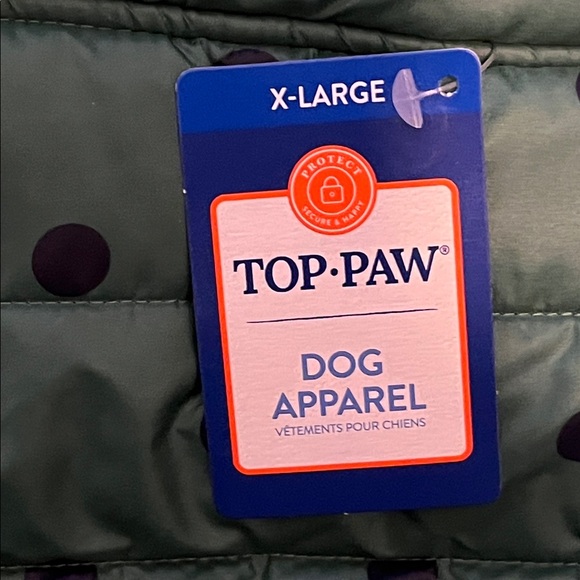 X-LARGE
PROTECT
SECURE & HAPPY
TOP·PAW®
DOG
APPAREL
VÊTEMENTS POUR CHIENS